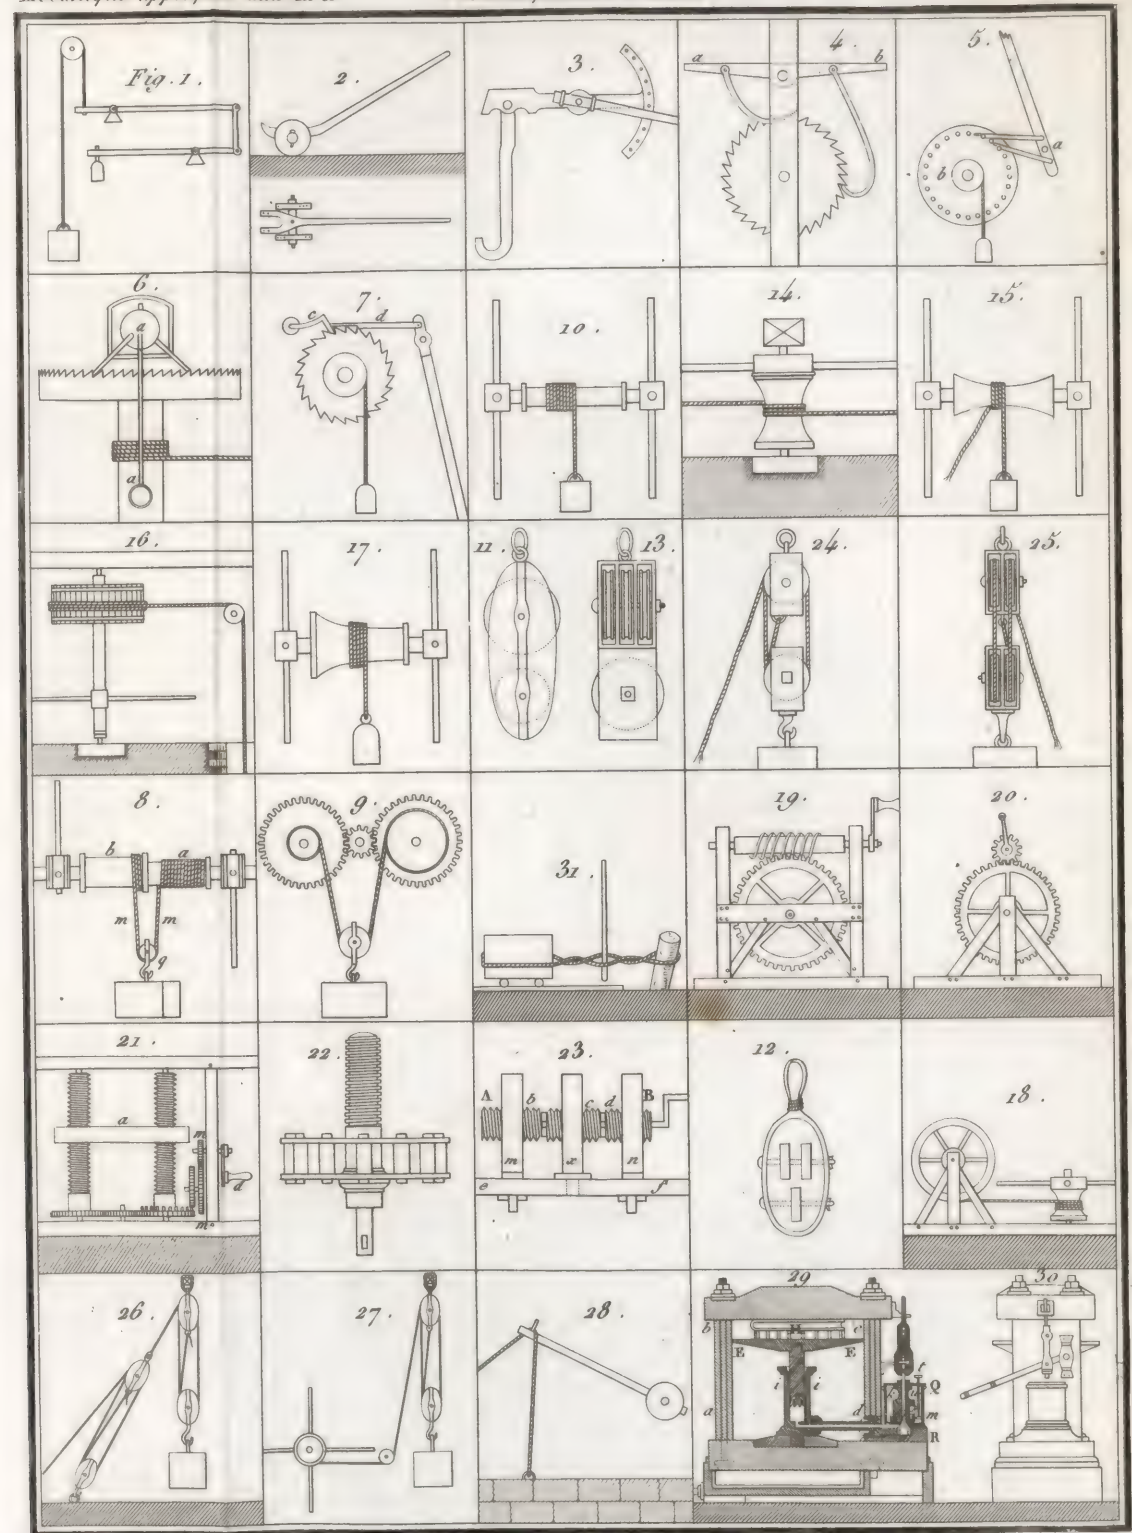 Fig. 1.
2.
3.
4.
a b
5.
a
b
6.
a
a
7.
c d
10.
14.
15.
16.
17.
11.
13.
24.
25.
8.
b a
m m
q
9.
31
19.
20.
21.
a
m
d
m
22.
23.
A b c d B
m x n
e f
12.
18.
26.
27.
28.
29
b c
H
E E
t
i i
Q
a d
m
R
30